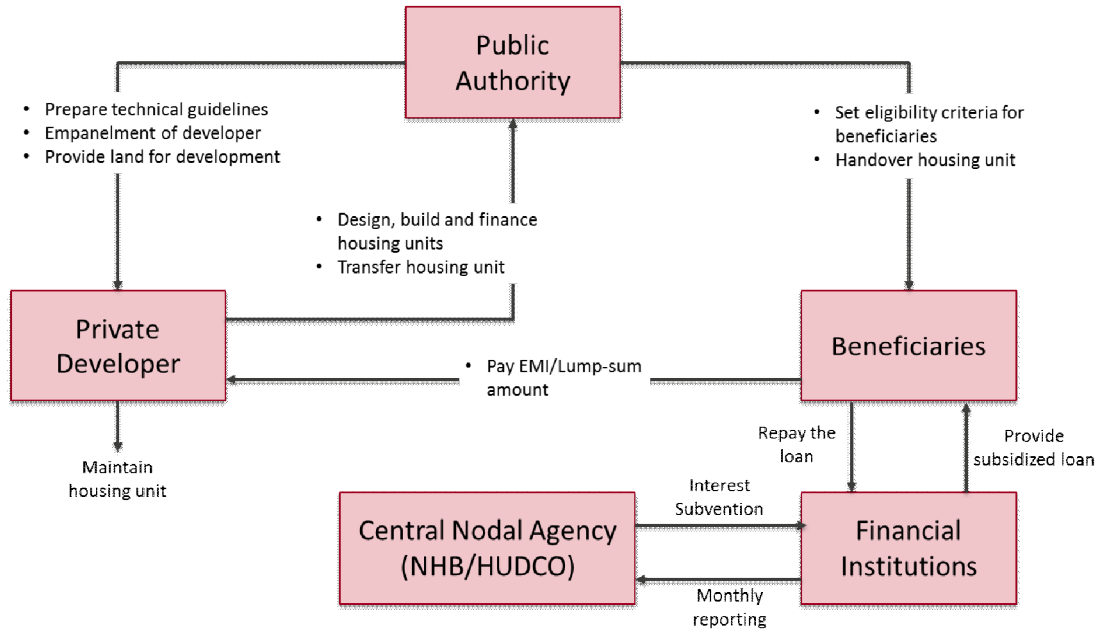 Public
Authority
• Prepare technical guidelines
• Empanelment of developer
• Provide land for development
• Set eligibility criteria for
beneficiaries
• Handover housing unit
• Design, build and finance
housing units
• Transfer housing unit
Private
Developer
Beneficiaries
• Pay EMI/Lump-sum
amount
Maintain
housing unit
Repay the
loan
Provide
subsidized loan
Interest
Subvention
Central Nodal Agency
(NHB/HUDCO)
Financial
Institutions
Monthly
reporting